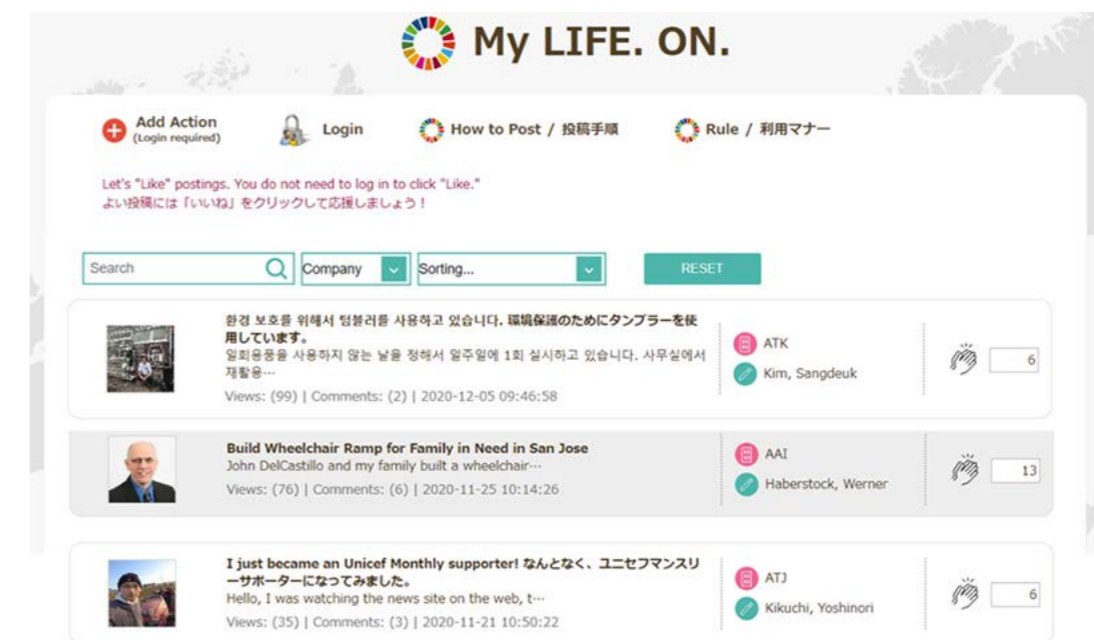 My LIFE. ON.
Add Action
(Login required)
Login
How to Post / 投稿手順
Rule / 利用マナー
Let's "Like" postings. You do not need to log in to click "Like."
よい投稿には「いいね」をクリックして応援しましょう！
Search
Company
Sorting...
RESET
환경 보호를 위해서 텀블러를 사용하고 있습니다. 環境保護のためにタンブラーを使
用しています。
일회용품을 사용하지 않는 날을 정해서 일주일에 1회 실시하고 있습니다. 사무실에서
재활용…
Views: (99) | Comments: (2) | 2020-12-05 09:46:58
ATK
Kim, Sangdeuk
6
Build Wheelchair Ramp for Family in Need in San Jose
John DelCastillo and my family built a wheelchair…
Views: (76) | Comments: (6) | 2020-11-25 10:14:26
AAI
Haberstock, Werner
13
I just became an Unicef Monthly supporter! なんとなく、ユニセフマンスリ
ーサポーターになってみました。
Hello, I was watching the news site on the web, t…
Views: (35) | Comments: (3) | 2020-11-21 10:50:22
ATJ
Kikuchi, Yoshinori
6